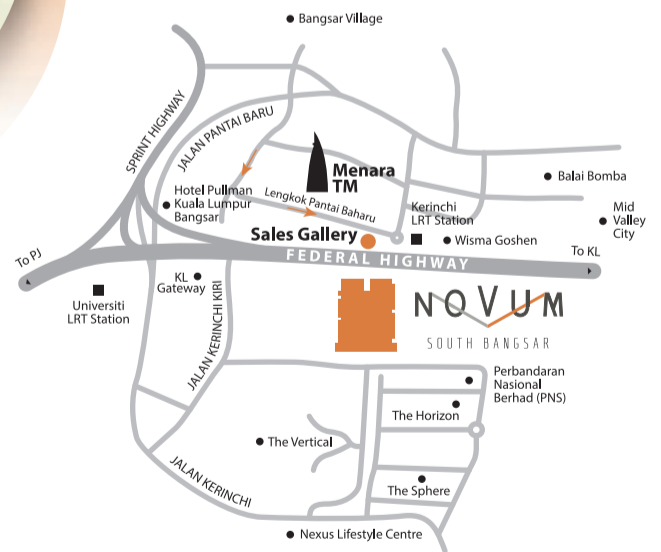 Bangsar Village
SPRINT HIGHWAY
JALAN PANTAI BARU
Menara
TM
Balai Bomba
Hotel Pullman
Kuala Lumpur
Bangsar
Lengkok Pantai Baharu
Kerinchi
LRT Station
Mid
Valley
City
Sales Gallery
Wisma Goshen
To PJ
FEDERAL HIGHWAY
To KL
KL
Gateway
Universiti
LRT Station
JALAN KERINCHI KIRI
NOVUM
SOUTH BANGSAR
Perbandaran
Nasional
Berhad (PNS)
The Horizon
The Vertical
JALAN KERINCHI
The Sphere
Nexus Lifestyle Centre